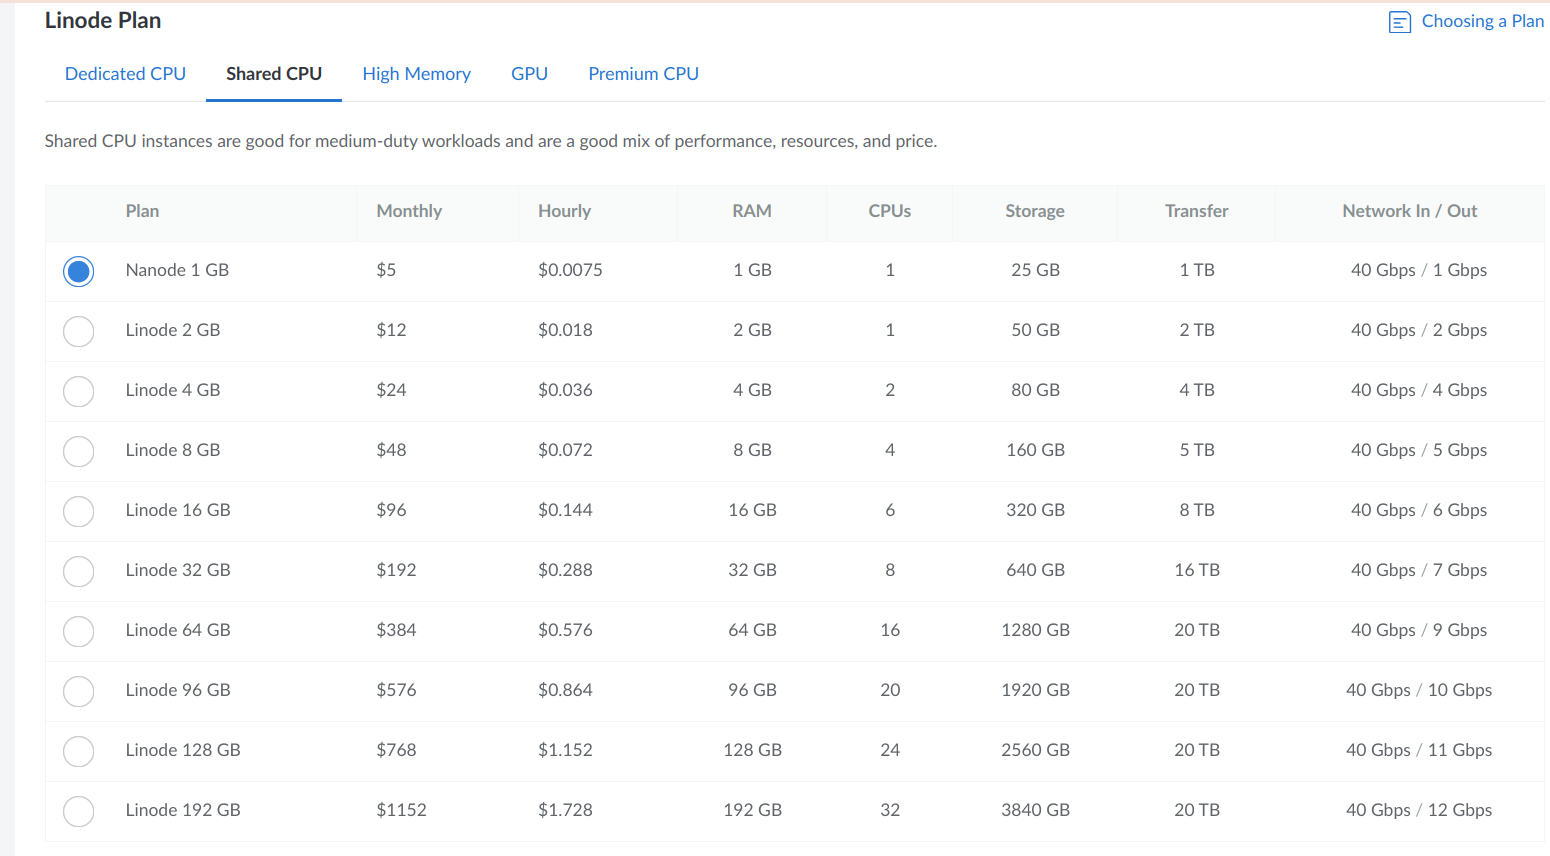 Linode Plan
Choosing a Plan
Dedicated CPU Shared CPU High Memory GPU Premium CPU
Shared CPU instances are good for medium-duty workloads and are a good mix of performance, resources, and price.
Plan Monthly Hourly RAM CPUs Storage Transfer Network In / Out
Nanode 1 GB $5 $0.0075 1 GB 1 25 GB 1 TB 40 Gbps / 1 Gbps
Linode 2 GB $12 $0.018 2 GB 1 50 GB 2 TB 40 Gbps / 2 Gbps
Linode 4 GB $24 $0.036 4 GB 2 80 GB 4 TB 40 Gbps / 4 Gbps
Linode 8 GB $48 $0.072 8 GB 4 160 GB 5 TB 40 Gbps / 5 Gbps
Linode 16 GB $96 $0.144 16 GB 6 320 GB 8 TB 40 Gbps / 6 Gbps
Linode 32 GB $192 $0.288 32 GB 8 640 GB 16 TB 40 Gbps / 7 Gbps
Linode 64 GB $384 $0.576 64 GB 16 1280 GB 20 TB 40 Gbps / 9 Gbps
Linode 96 GB $576 $0.864 96 GB 20 1920 GB 20 TB 40 Gbps / 10 Gbps
Linode 128 GB $768 $1.152 128 GB 24 2560 GB 20 TB 40 Gbps / 11 Gbps
Linode 192 GB $1152 $1.728 192 GB 32 3840 GB 20 TB 40 Gbps / 12 Gbps